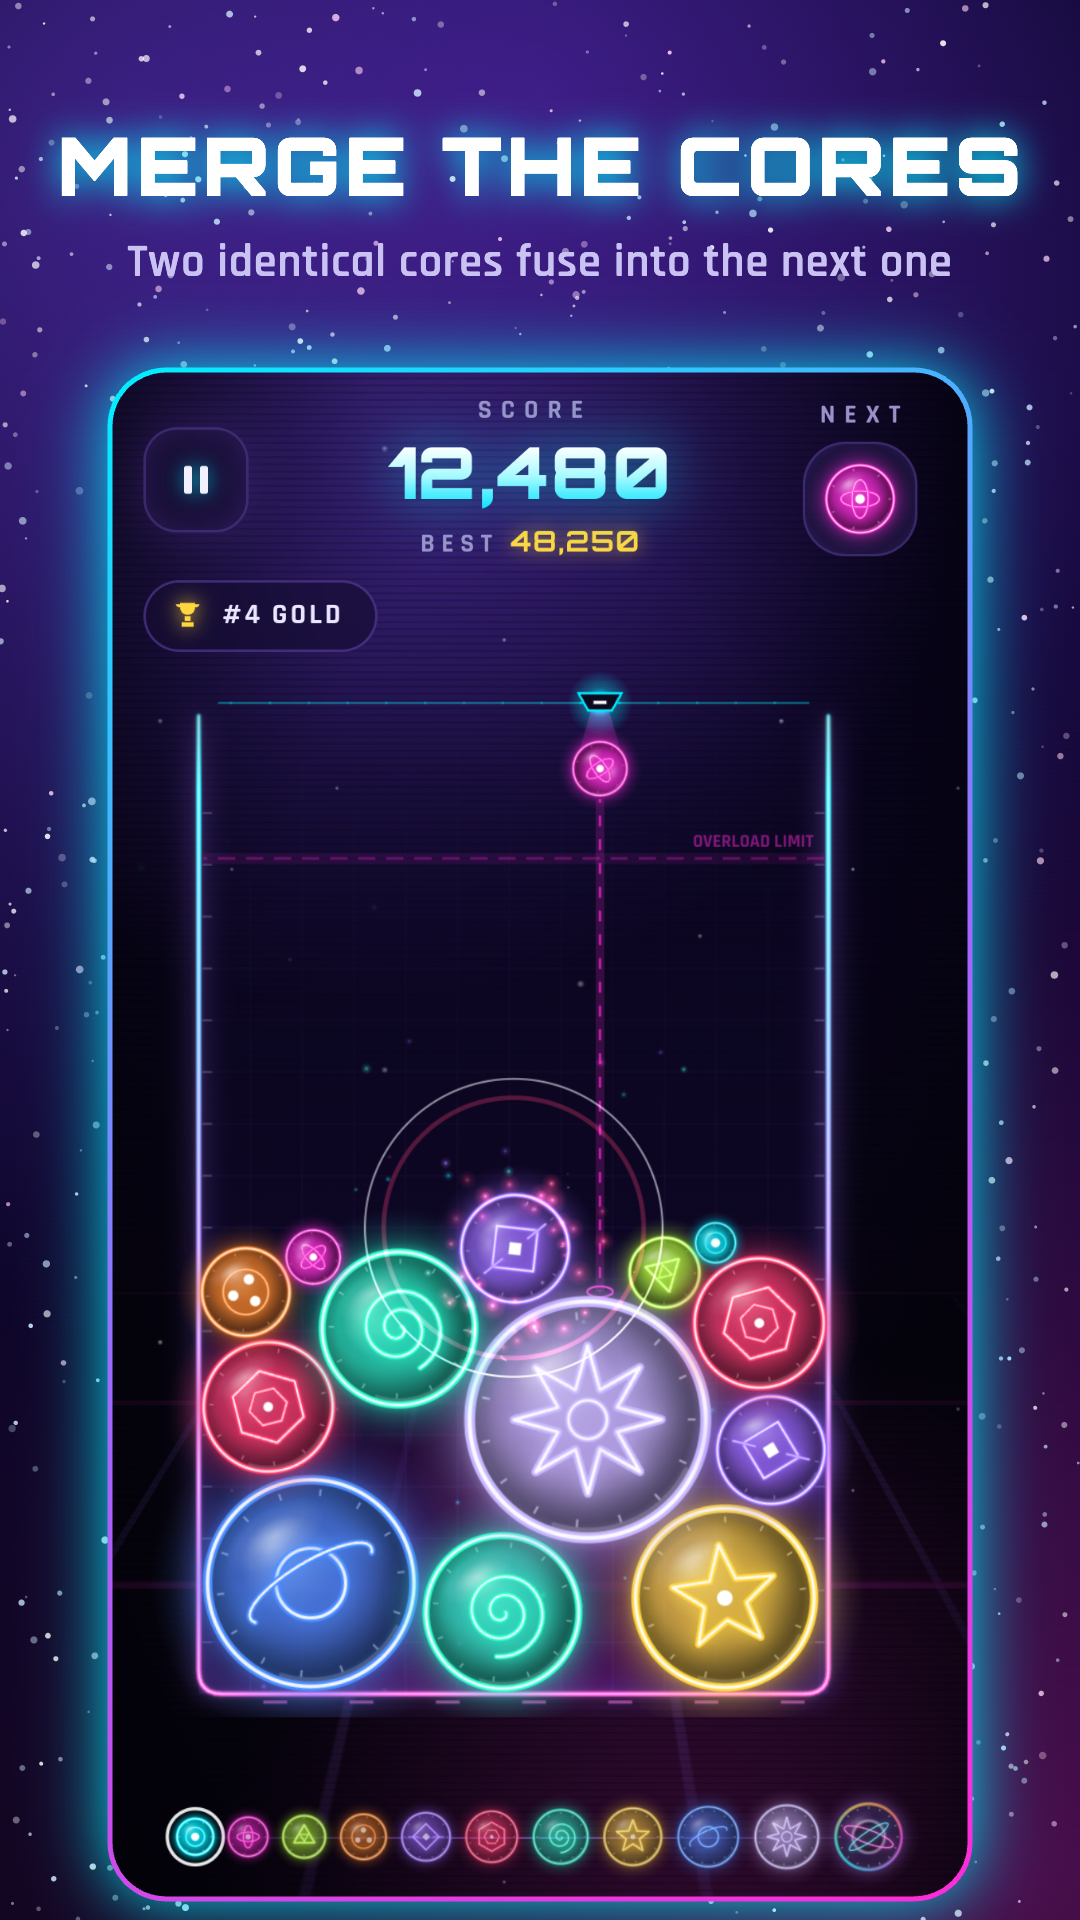 MERGE THE CORES
Two identical cores fuse into the next one
SCORE
NEXT
12,480
BEST 48,250
#4 GOLD
OVERLOAD LIMIT